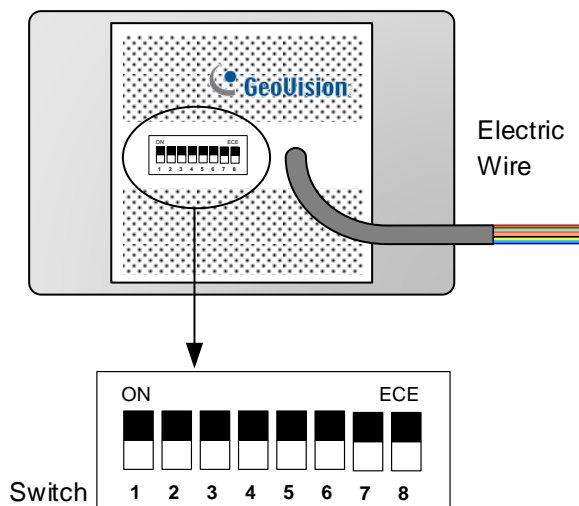 GeoVision
ON ECE
1 2 3 4 5 6 7 8
Electric
Wire
ON ECE
Switch 1 2 3 4 5 6 7 8